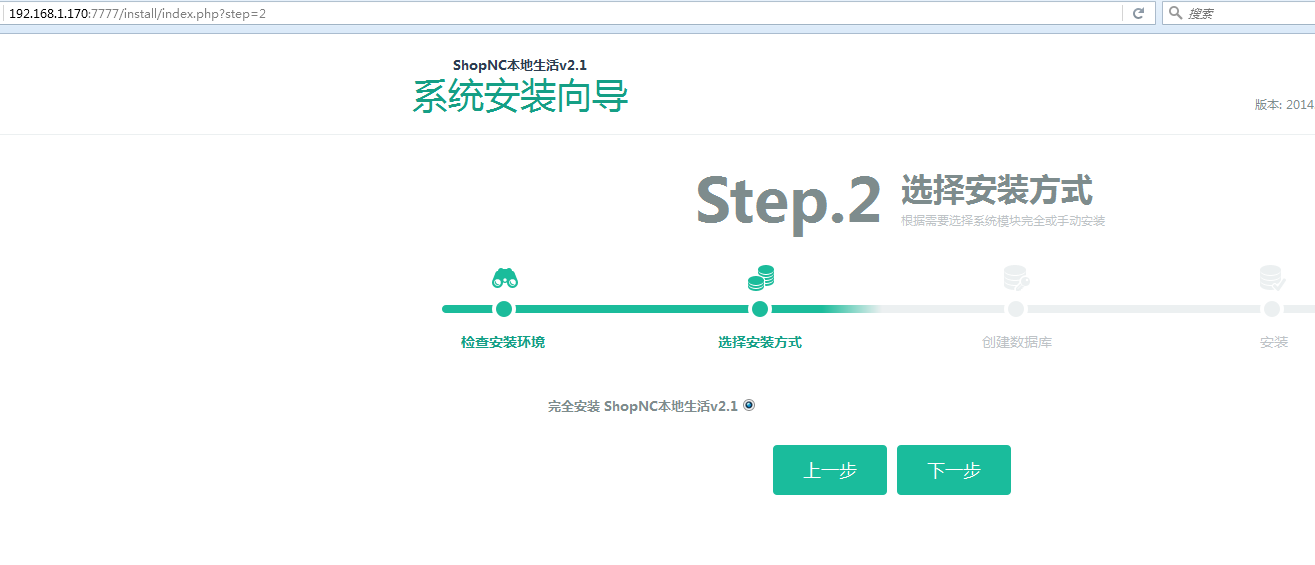 192.168.1.170:7777/install/index.php?step=2
搜索
ShopNC本地生活v2.1
系统安装向导
版本: 2014
Step.2 选择安装方式
根据需要选择系统模块完全或手动安装
检查安装环境 选择安装方式 创建数据库 安装
完全安装 ShopNC本地生活v2.1
上一步 下一步